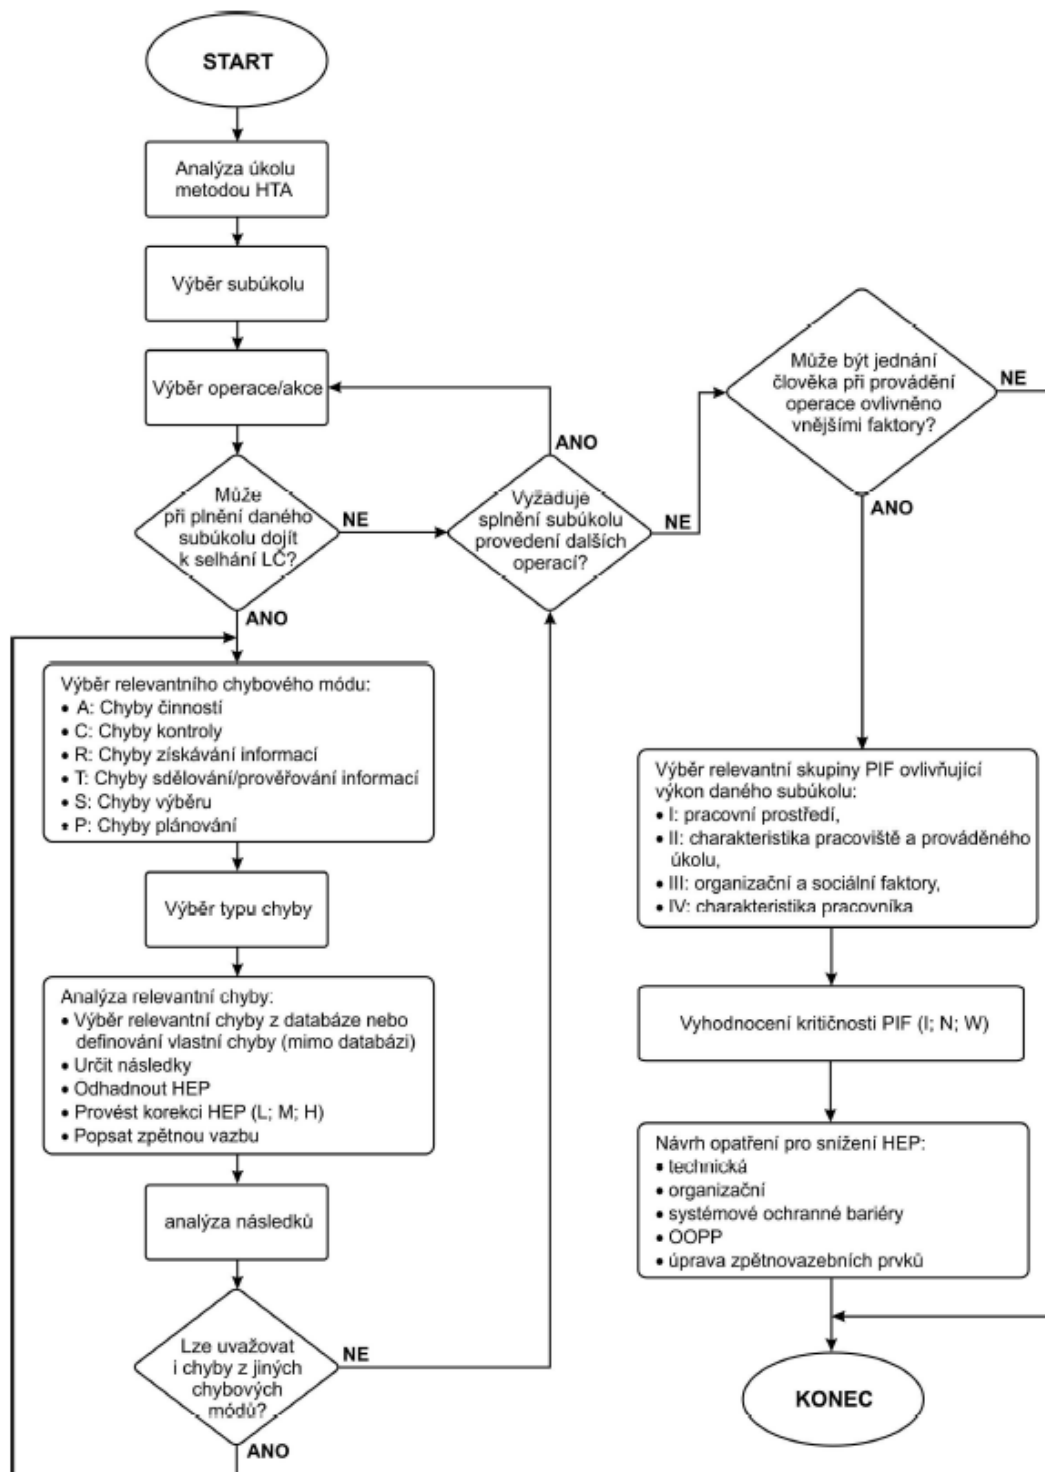 START
Analýza úkolu
metodou HTA
Výběr subúkolu
Výběr operace/akce
Může
při plnění daného
subúkolu dojít
k selhání LČ?
NE
ANO
Vyžaduje
splnění subúkolu
provedení dalších
operací?
ANO
NE
Výběr relevantního chybového módu:
• A: Chyby činností
• C: Chyby kontroly
• R: Chyby získávání informací
• T: Chyby sdělování/prověřování informací
• S: Chyby výběru
• P: Chyby plánování
Výběr typu chyby
Analýza relevantní chyby:
• Výběr relevantní chyby z databáze nebo
definování vlastní chyby (mimo databázi)
• Určit následky
• Odhadnout HEP
• Provést korekci HEP (L; M; H)
• Popsat zpětnou vazbu
analýza následků
Lze uvažovat
i chyby z jiných
chybových
módů?
NE
ANO
Může být jednání
člověka při provádění
operace ovlivněno
vnějšími faktory?
NE
ANO
Výběr relevantní skupiny PIF ovlivňující
výkon daného subúkolu:
• I: pracovní prostředí,
• II: charakteristika pracoviště a prováděného
úkolu,
• III: organizační a sociální faktory,
• IV: charakteristika pracovníka
Vyhodnocení kritičnosti PIF (I; N; W)
Návrh opatření pro snížení HEP:
• technická
• organizační
• systémové ochranné bariéry
• OOPP
• úprava zpětnovazebních prvků
KONEC